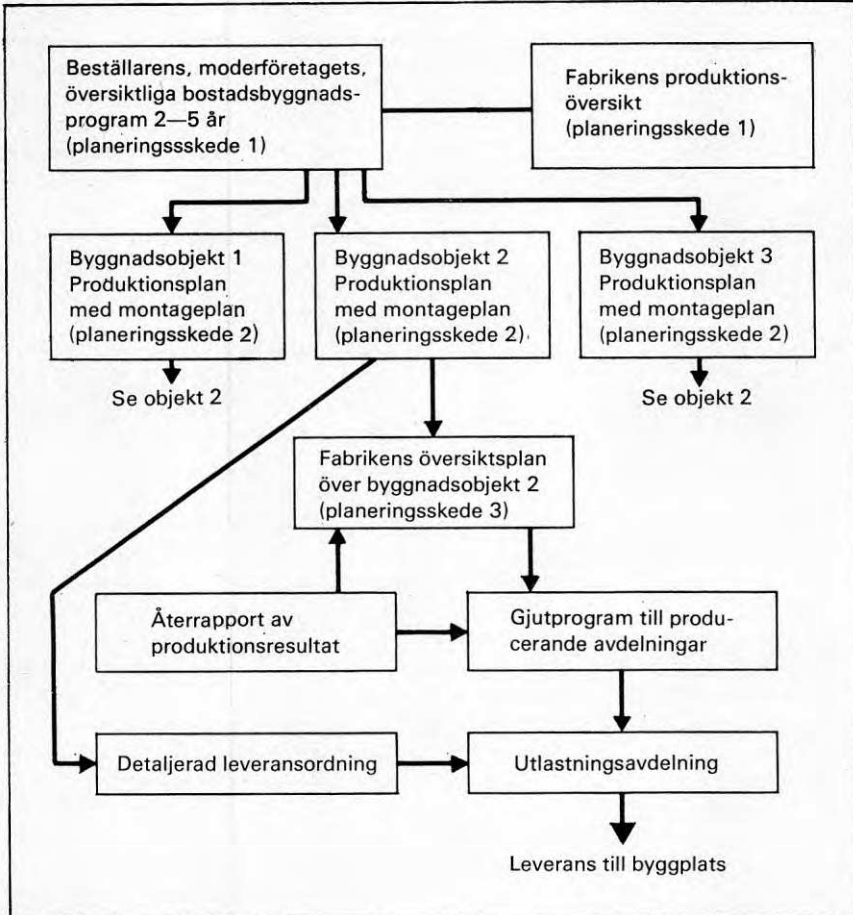 Beställarens, moderföretagets,
översiktliga bostadsbyggnads-
program 2—5 år
(planeringssskede 1)
Fabrikens produktions-
översikt
(planeringsskede 1)
Byggnadsobjekt 1
Produktionsplan
med montageplan
(planeringsskede 2)
Byggnadsobjekt 2
Produktionsplan
med montageplan
(planeringsskede 2)
Byggnadsobjekt 3
Produktionsplan
med montageplan
(planeringsskede 2)
Se objekt 2
Se objekt 2
Fabrikens översiktsplan
över byggnadsobjekt 2
(planeringsskede 3)
Återrapport av
produktionsresultat
Gjutprogram till produ-
cerande avdelningar
Detaljerad leveransordning
Utlastningsavdelning
Leverans till byggplats